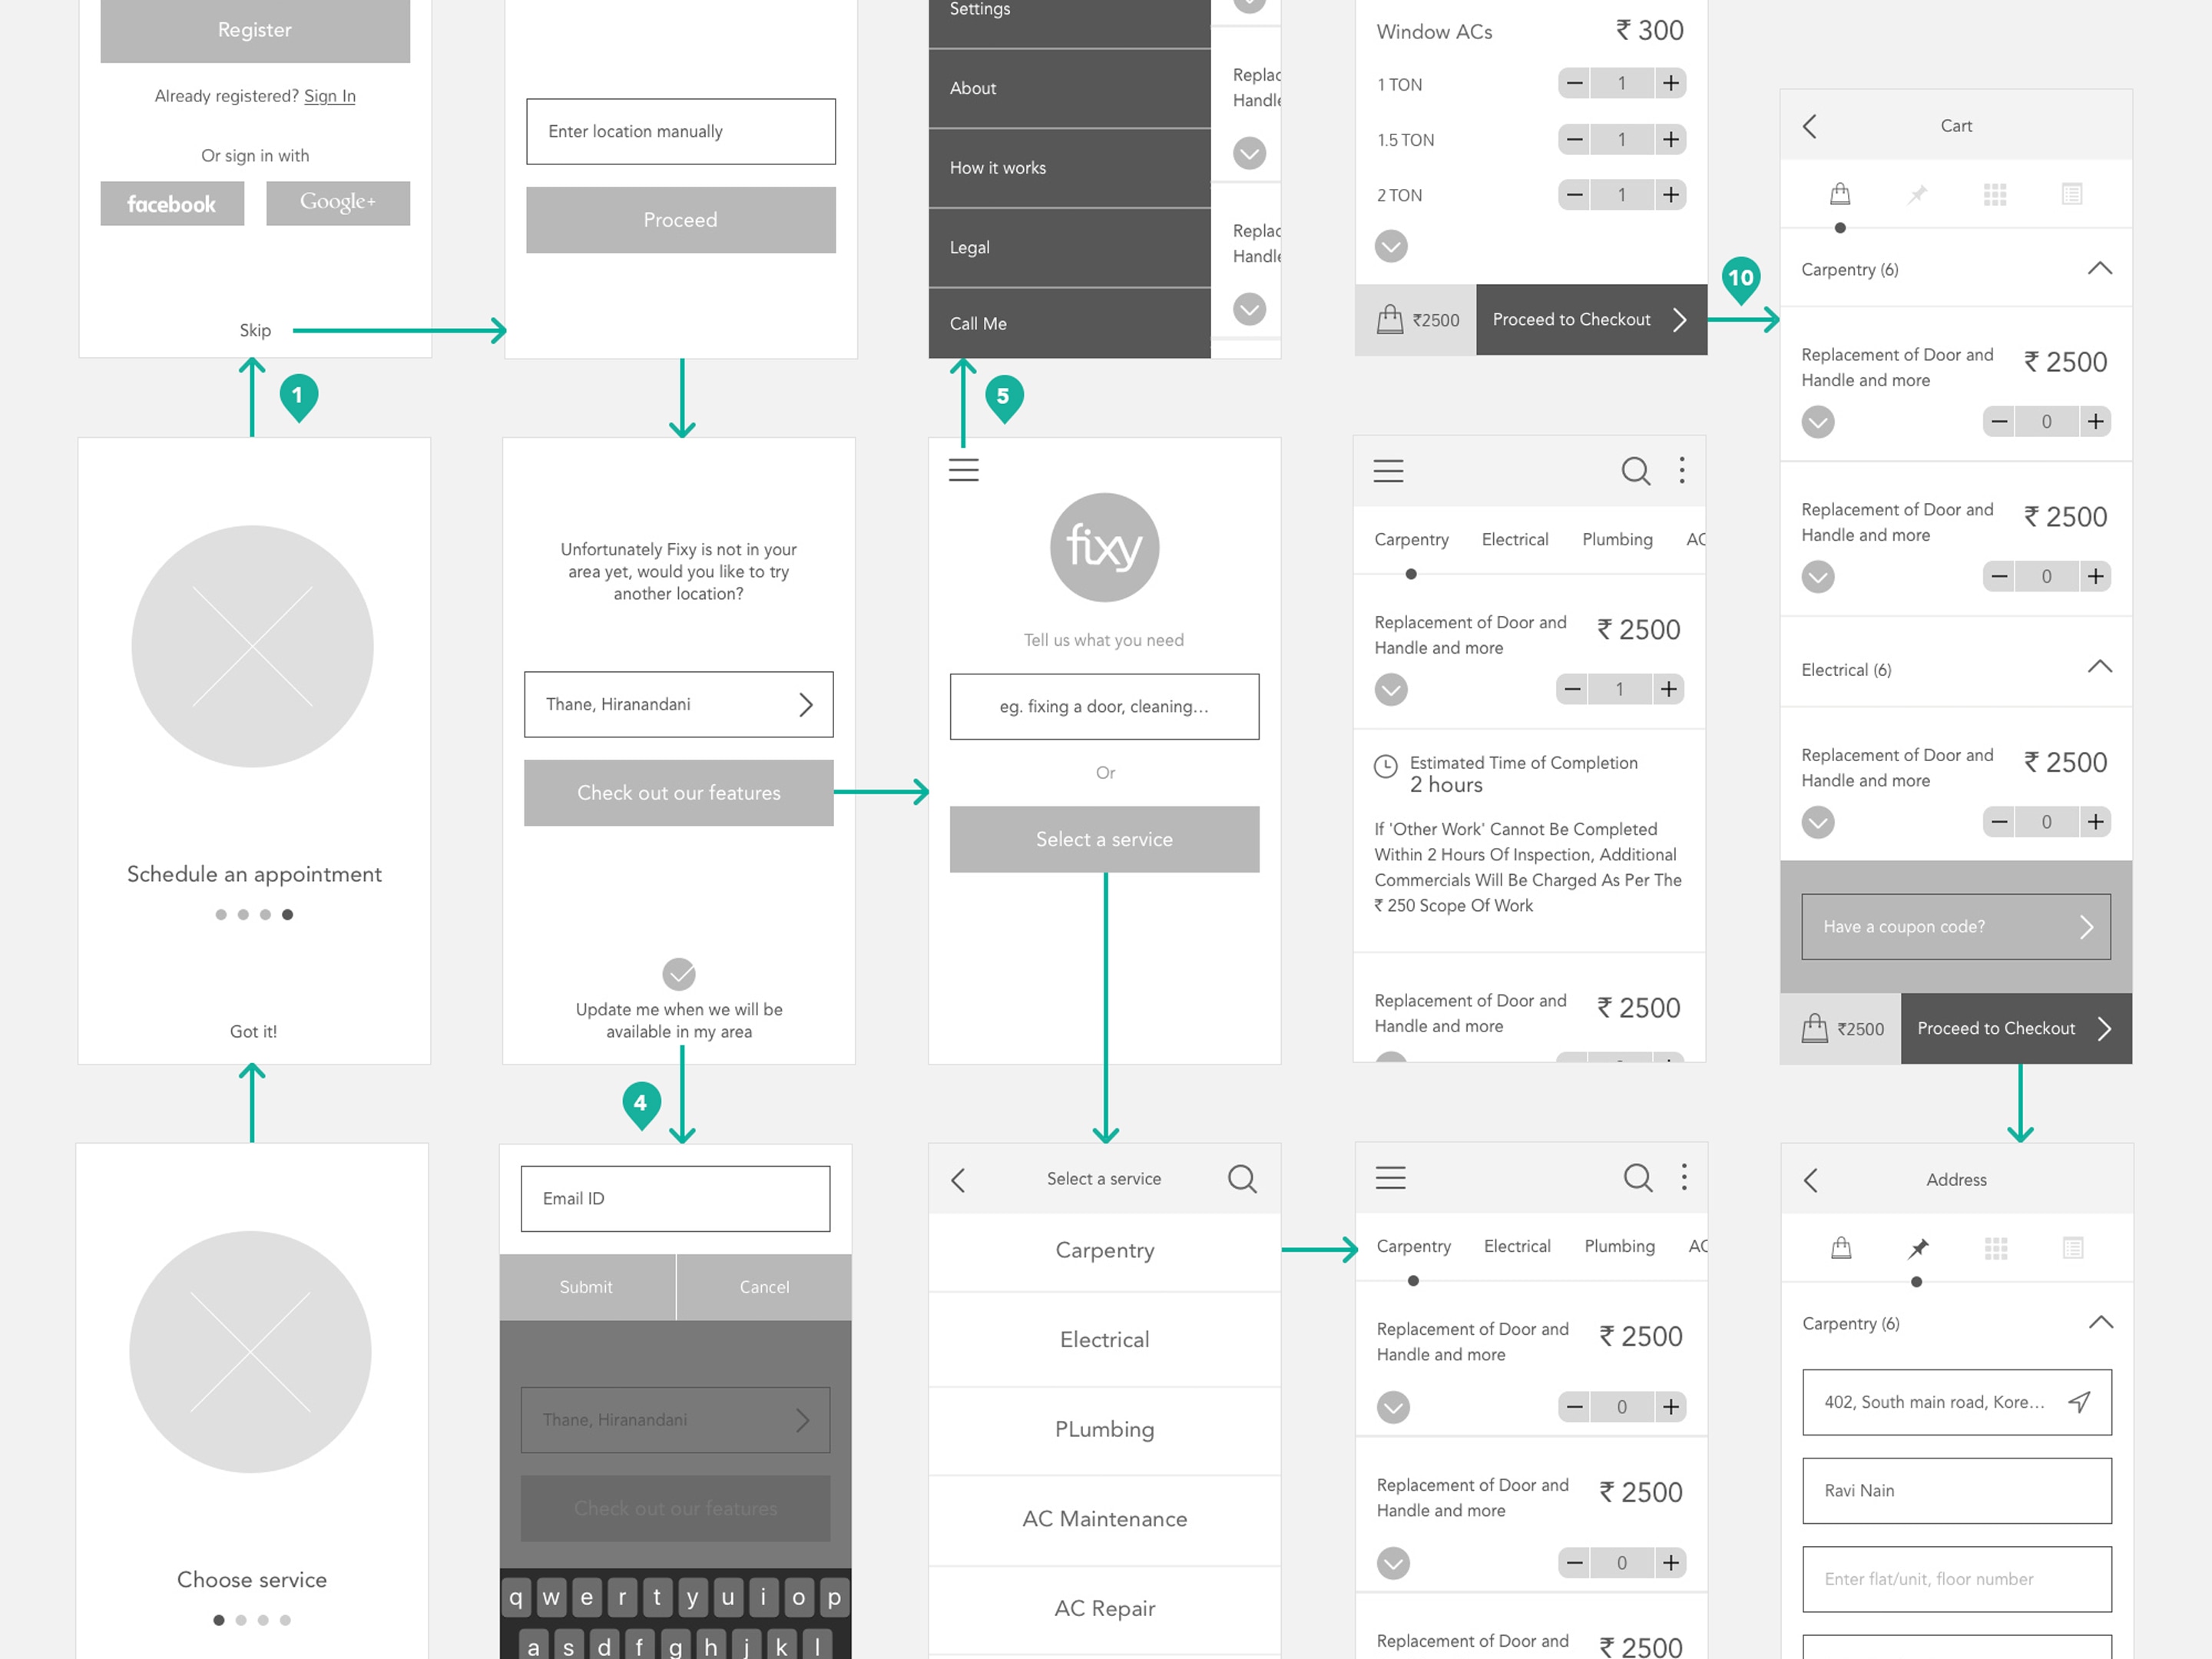 Register
Already registered? Sign In
Or sign in with
facebook
Google+
Skip
1
Schedule an appointment
Got it!
Choose service
Enter location manually
Proceed
Unfortunately Fixy is not in your
area yet, would you like to try
another location?
Thane, Hiranandani
Check out our features
Update me when we will be
available in my area
4
Email ID
Submit
Cancel
Thane, Hiranandani
Check out our features
q w e r t y u i o p
a s d f g h j k l
Settings
About
How it works
Legal
Call Me
Replac
Handle
Replac
Handle
5
fixy
Tell us what you need
eg. fixing a door, cleaning...
Or
Select a service
Select a service
Carpentry
Electrical
PLumbing
AC Maintenance
AC Repair
Window ACs
₹ 300
1 TON
1
1.5 TON
1
2 TON
1
₹2500
Proceed to Checkout
10
Carpentry
Electrical
Plumbing
AC
Replacement of Door and
Handle and more
₹ 2500
1
Estimated Time of Completion
2 hours
If 'Other Work' Cannot Be Completed
Within 2 Hours Of Inspection, Additional
Commercials Will Be Charged As Per The
₹ 250 Scope Of Work
Replacement of Door and
Handle and more
₹ 2500
Carpentry
Electrical
Plumbing
AC
Replacement of Door and
Handle and more
₹ 2500
0
Replacement of Door and
Handle and more
₹ 2500
0
Replacement of Door and
₹ 2500
Cart
Carpentry (6)
Replacement of Door and
Handle and more
₹ 2500
0
Replacement of Door and
Handle and more
₹ 2500
0
Electrical (6)
Replacement of Door and
Handle and more
₹ 2500
0
Have a coupon code?
₹2500
Proceed to Checkout
Address
Carpentry (6)
402, South main road, Kore...
Ravi Nain
Enter flat/unit, floor number